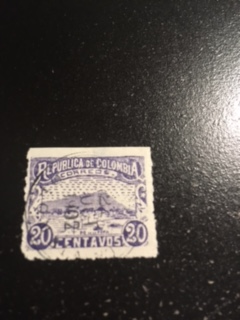 REPUBLICA DE COLOMBIA
CORREOS
20 CENTAVOS 20